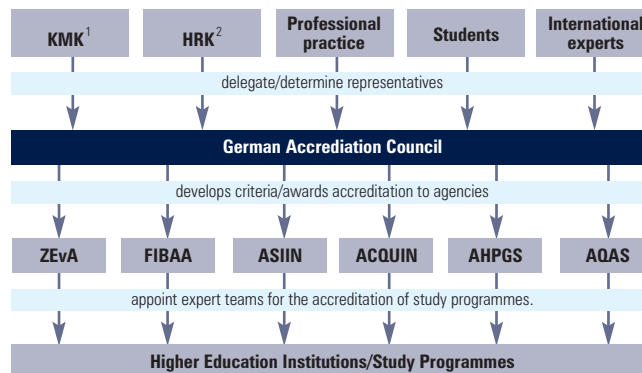 KMK1 HRK2 Professional practice Students International experts
delegate/determine representatives
German Accrediation Council
develops criteria/awards accreditation to agencies
ZEvA FIBAA ASIIN ACQUIN AHPGS AQAS
appoint expert teams for the accreditation of study programmes.
Higher Education Institutions/Study Programmes